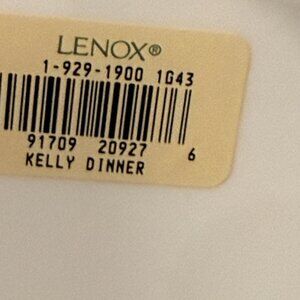 LENOX®
1-929-1900 1G43
91709 20927 6
KELLY DINNER